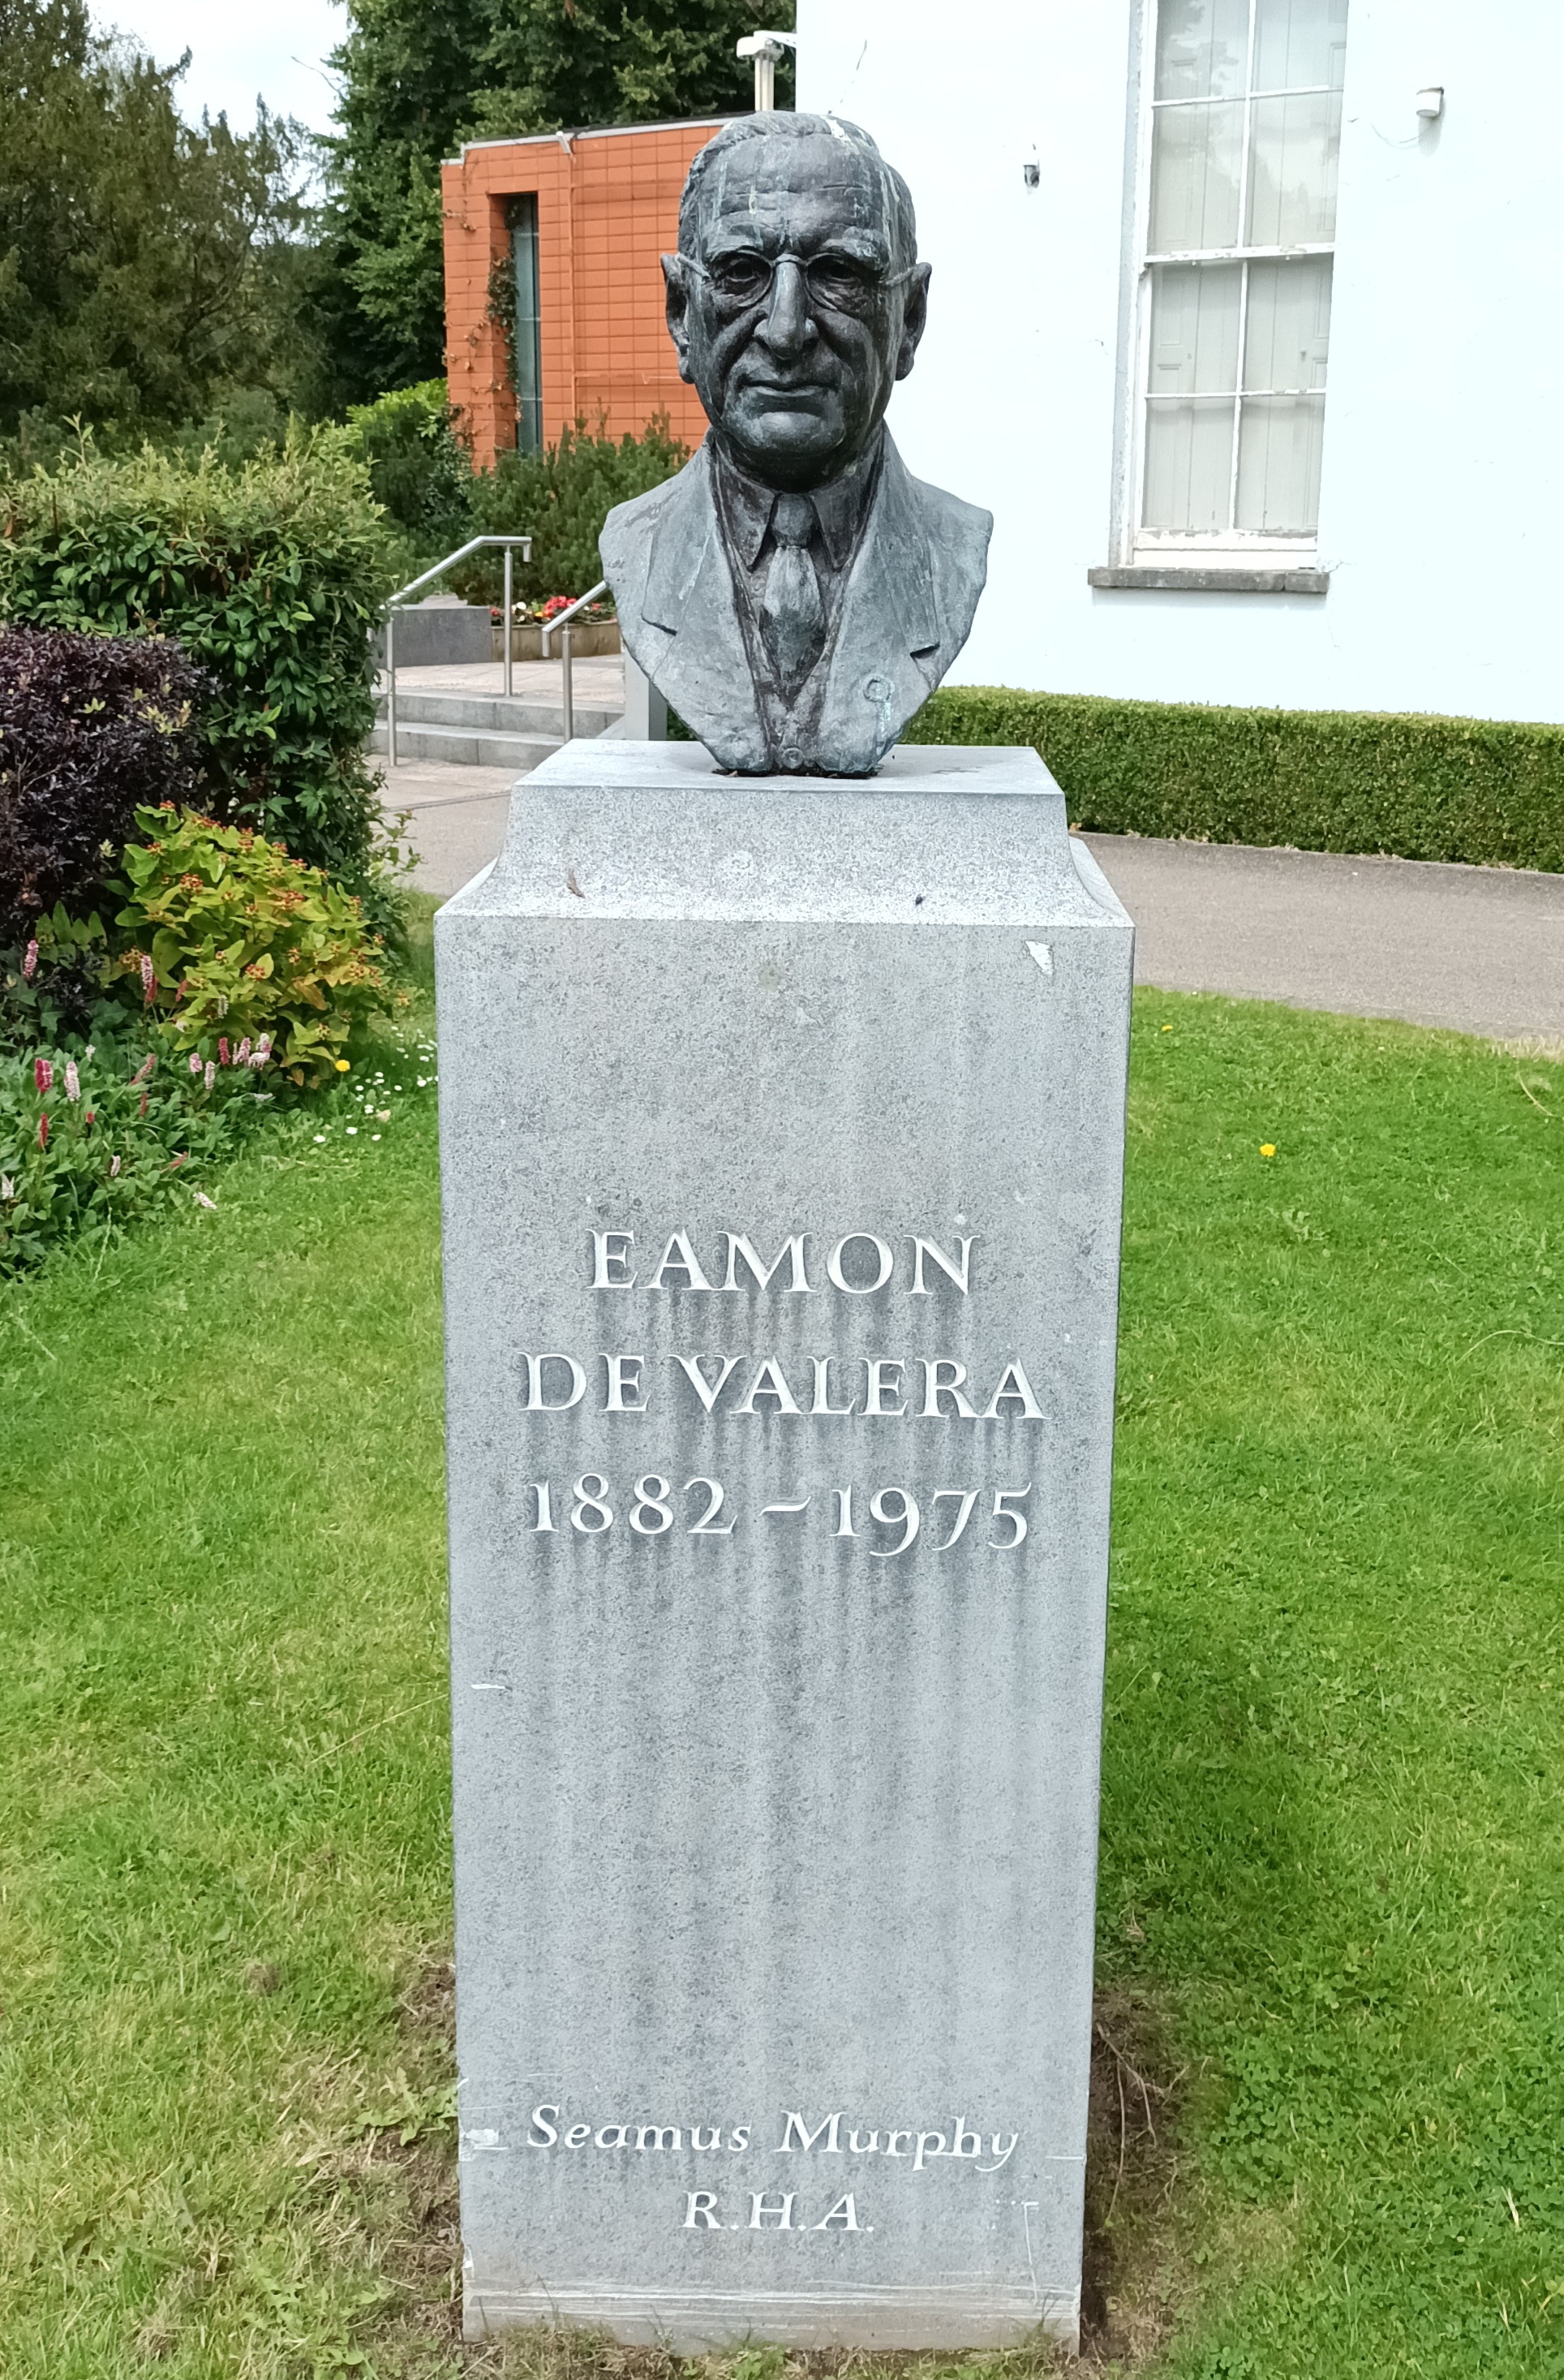 EAMON
DE VALERA
1882 – 1975
Seamus Murphy
R.H.A.